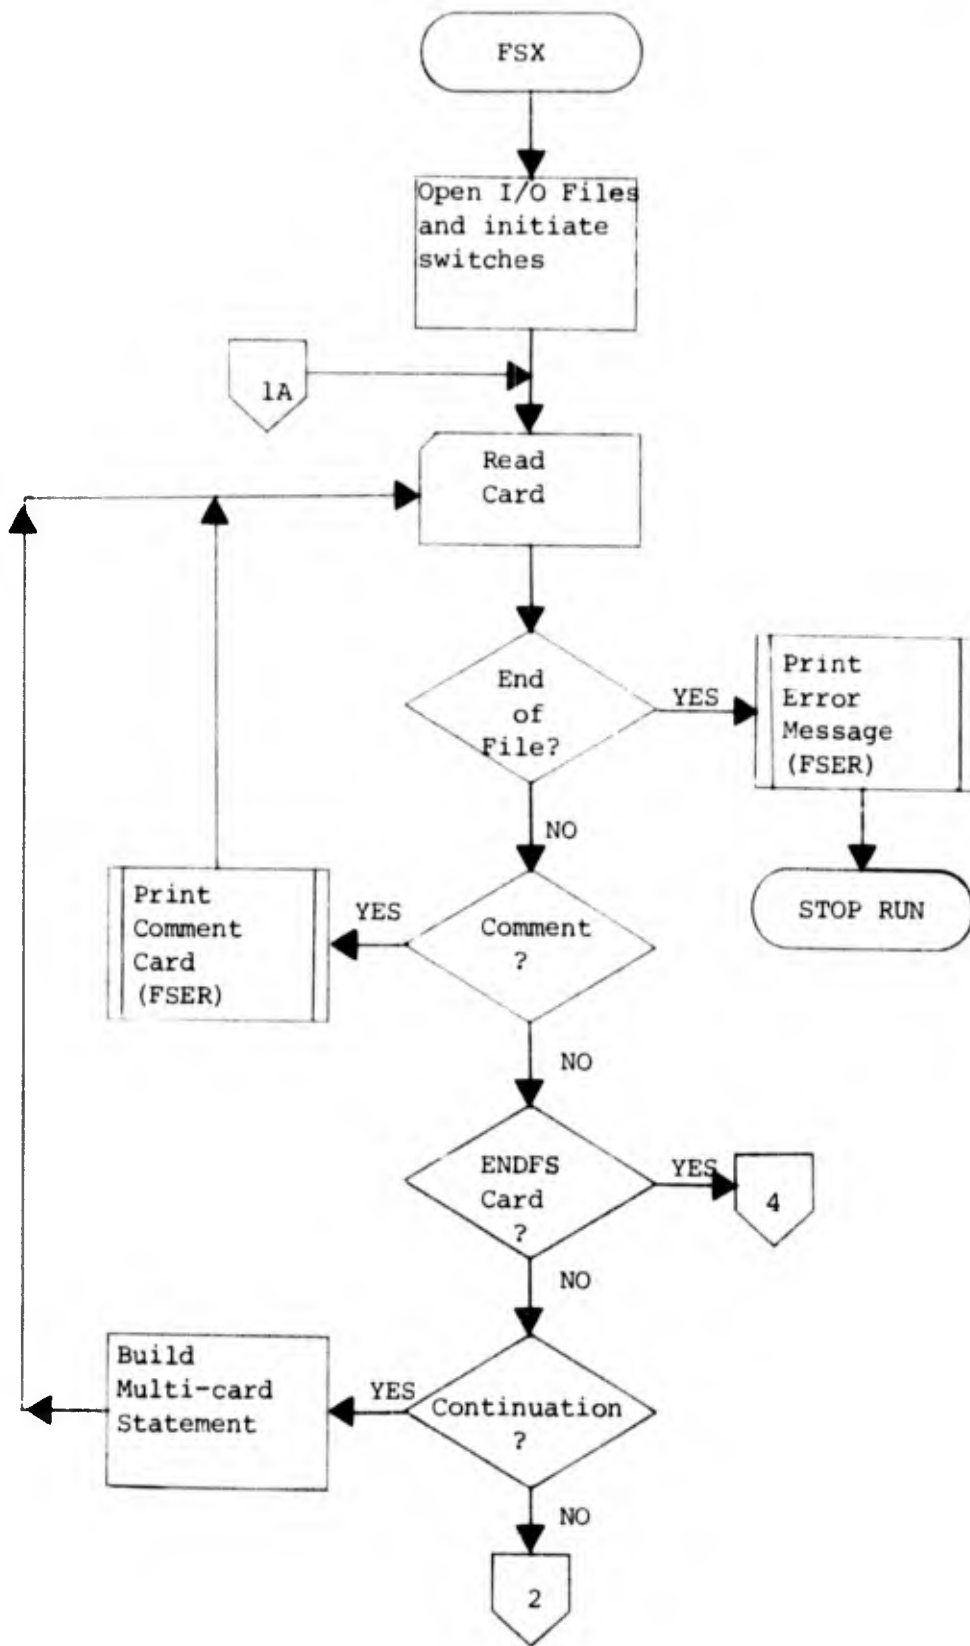 FSX
Open I/O Files
and initiate
switches
1A
Read
Card
End
of
File?
YES
Print
Error
Message
(FSER)
NO
STOP RUN
Print
Comment
Card
(FSER)
YES
Comment
?
NO
ENDFS
Card
?
YES
4
NO
Build
Multi-card
Statement
YES
Continuation
?
NO
2